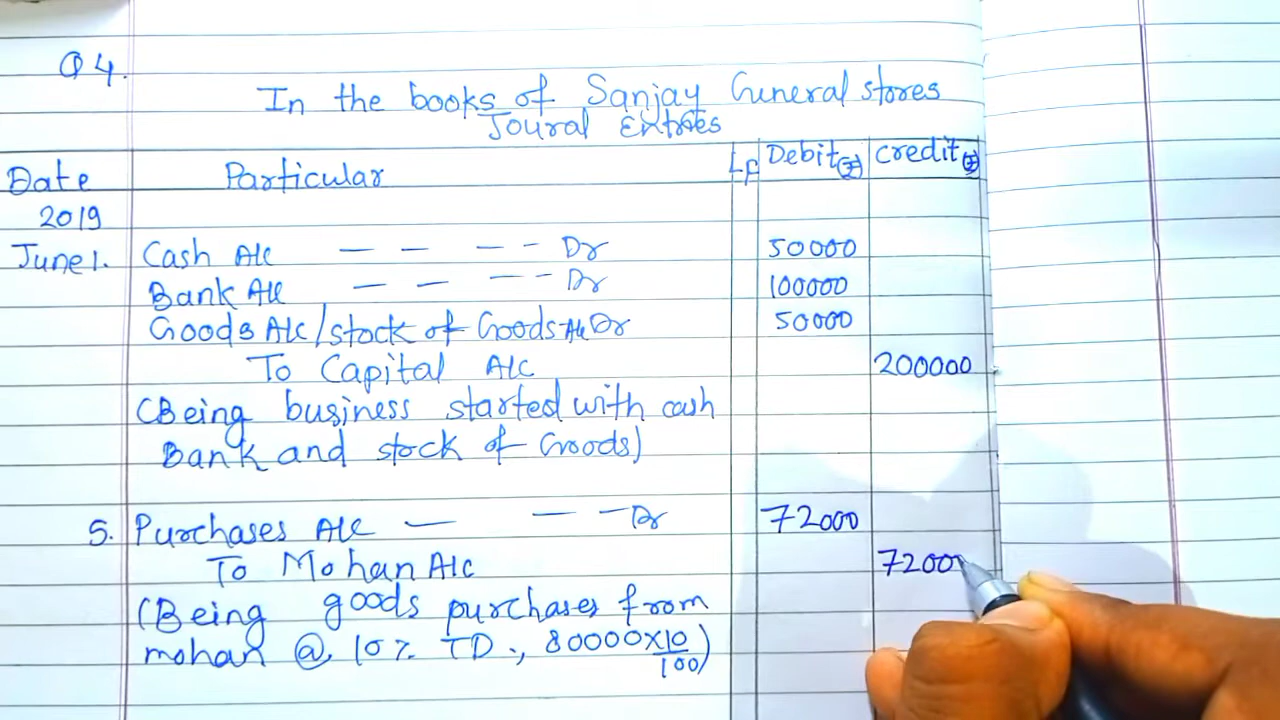 Q 4.
In the books of Sanjay General stores
Joural Entries
Date Particular LF Debit(₹) Credit(₹)
2019
June 1. Cash A/c — — — - Dr 50000
Bank A/c — — — - Dr 100000
Goods A/c/stock of Goods A/c Dr 50000
To Capital A/c 200000
(Being business started with cash
Bank and stock of Goods)
5. Purchases A/c — — - Dr 72000
To Mohan A/c 72000
(Being goods purchases from
mohan @ 10% TD., 80000×10/100)